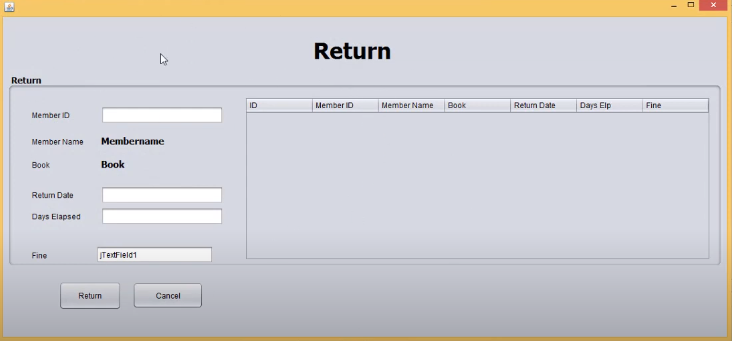 Return
Return
Member ID
Member Name Membername
Book Book
Return Date
Days Elapsed
Fine jTextField1
ID Member ID Member Name Book Return Date Days Elp Fine
Return Cancel